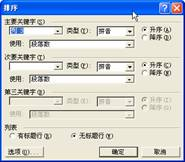 排序
主要关键字(S)
类型(Y): 拼音 升序(A)
使用: 段落数 降序(D)
次要关键字(T)
类型(P): 拼音 升序(C)
使用: 段落数 降序(N)
第三关键字(B)
类型(E): 拼音 升序(I)
使用: 段落数 降序(G)
列表
有标题行(R) 无标题行(W)
选项(O)... 确定 取消